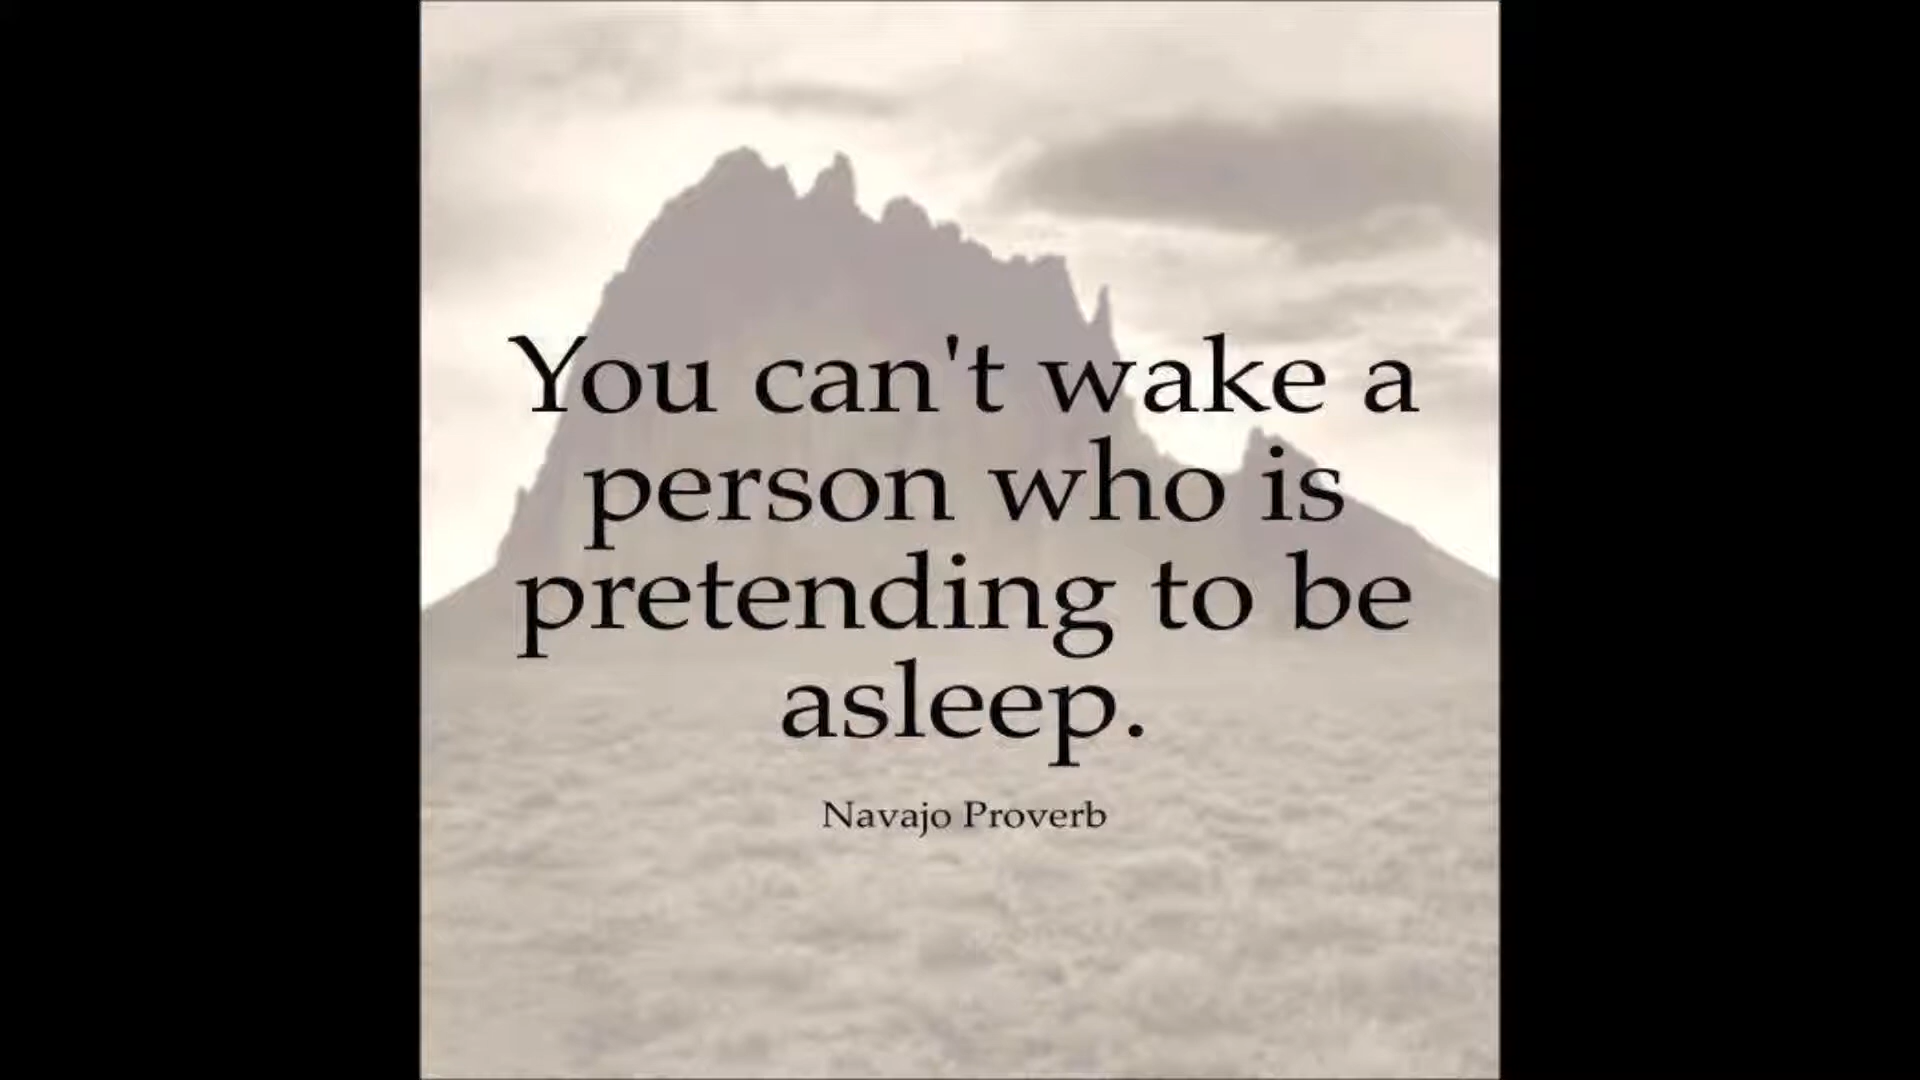 You can't wake a
person who is
pretending to be
asleep.
Navajo Proverb